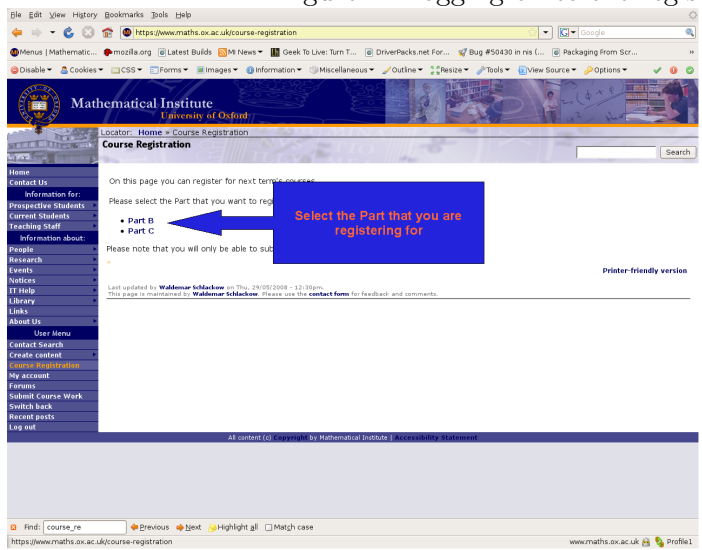 File Edit View History Bookmarks Tools Help
https://www.maths.ox.ac.uk/course-registration
Google
Menus | Mathematic... mozilla.org Latest Builds MI News Geek To Live: Turn T... DriverPacks.net For... Bug #50430 in nis (... Packaging From Scr... »
Disable Cookies CSS Forms Images Information Miscellaneous Outline Resize Tools View Source Options
Mathematical Institute
University of Oxford
Locator: Home » Course Registration
Course Registration
Search
Home
Contact Us
Information for:
Prospective Students
Current Students
Teaching Staff
Information about:
People
Research
Events
Notices
IT Help
Library
Links
About Us
User Menu
Contact Search
Create content
Course Registration
My account
Forums
Submit Course Work
Switch back
Recent posts
Log out
On this page you can register for next term's courses
Please select the Part that you want to regi
• Part B
• Part C
Please note that you will only be able to sub
Select the Part that you are
registering for
Printer-friendly version
Last updated by Waldemar Schlackow on Thu, 29/05/2008 - 12:30pm.
This page is maintained by Waldemar Schlackow. Please use the contact form for feedback and comments.
All content (c) Copyright by Mathematical Institute | Accessibility Statement
Find: course_re Previous Next Highlight all Match case
https://www.maths.ox.ac.uk/course-registration www.maths.ox.ac.uk Profile1